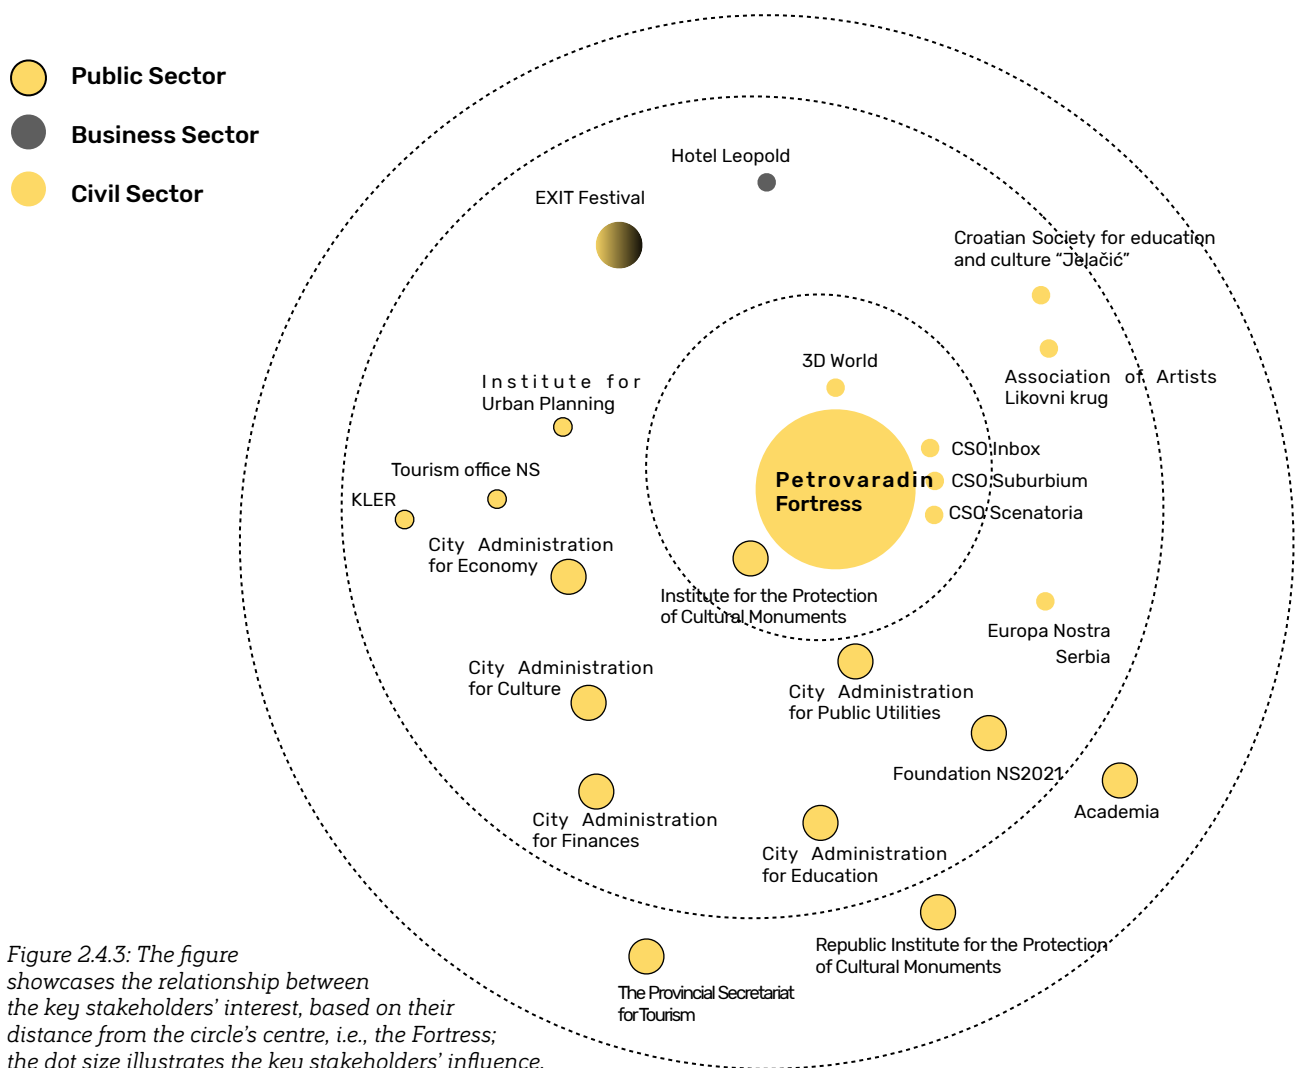 Public Sector
Business Sector
Civil Sector
Hotel Leopold
EXIT Festival
Croatian Society for education
and culture “Jelačić”
3D World
Association of Artists
Likovni krug
Institute for
Urban Planning
CSO Inbox
Tourism office NS
Petrovaradin
Fortress
CSO Suburbium
KLER
CSO Scenatoria
City Administration
for Economy
Institute for the Protection
of Cultural Monuments
Europa Nostra
Serbia
City Administration
for Culture
City Administration
for Public Utilities
Foundation NS2021
City Administration
for Finances
Academia
City Administration
for Education
Republic Institute for the Protection
of Cultural Monuments
The Provincial Secretariat
for Tourism
Figure 2.4.3: The figure
showcases the relationship between
the key stakeholders’ interest, based on their
distance from the circle’s centre, i.e., the Fortress;
the dot size illustrates the key stakeholders’ influence.